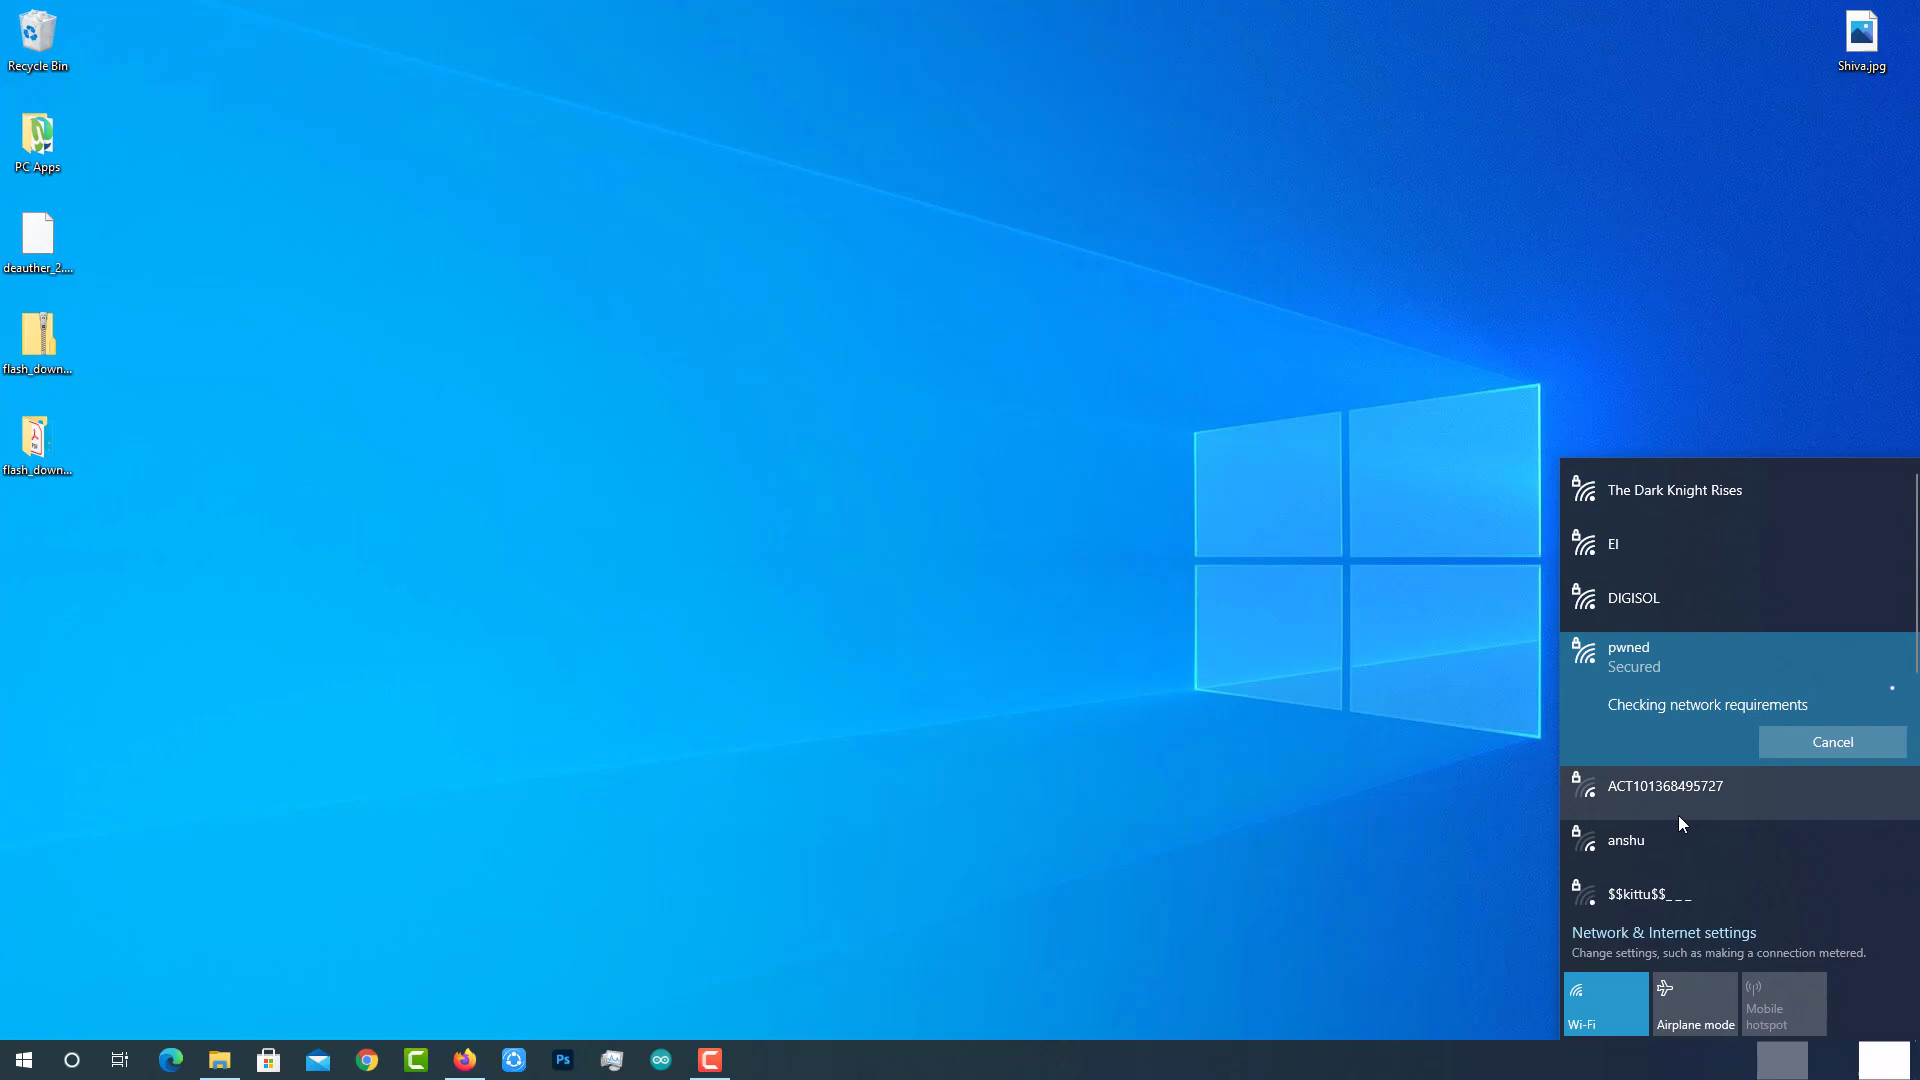 Recycle Bin
PC Apps
deauther_2....
flash_down...
flash_down...
Shiva.jpg
The Dark Knight Rises
EI
DIGISOL
pwned
Secured
Checking network requirements
Cancel
ACT101368495727
anshu
$$kittu$$_ _ _
Network & Internet settings
Change settings, such as making a connection metered.
Wi-Fi
Airplane mode
Mobile
hotspot
Ps